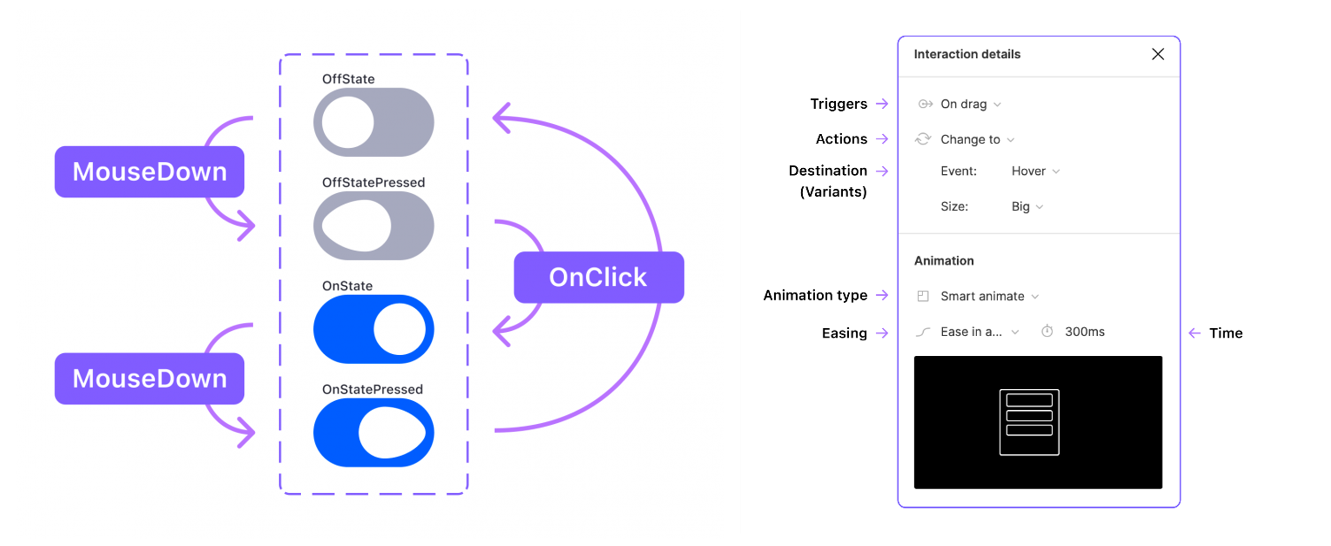 OffState
MouseDown
OffStatePressed
OnClick
OnState
MouseDown
OnStatePressed
Interaction details
Triggers
On drag
Actions
Change to
Destination
(Variants)
Event: Hover
Size: Big
Animation
Animation type
Smart animate
Easing
Ease in a...
300ms
Time